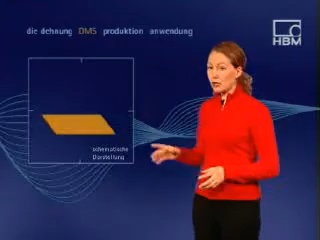 die dehnung DMS produktion anwendung
HBM
schematische
Darstellung